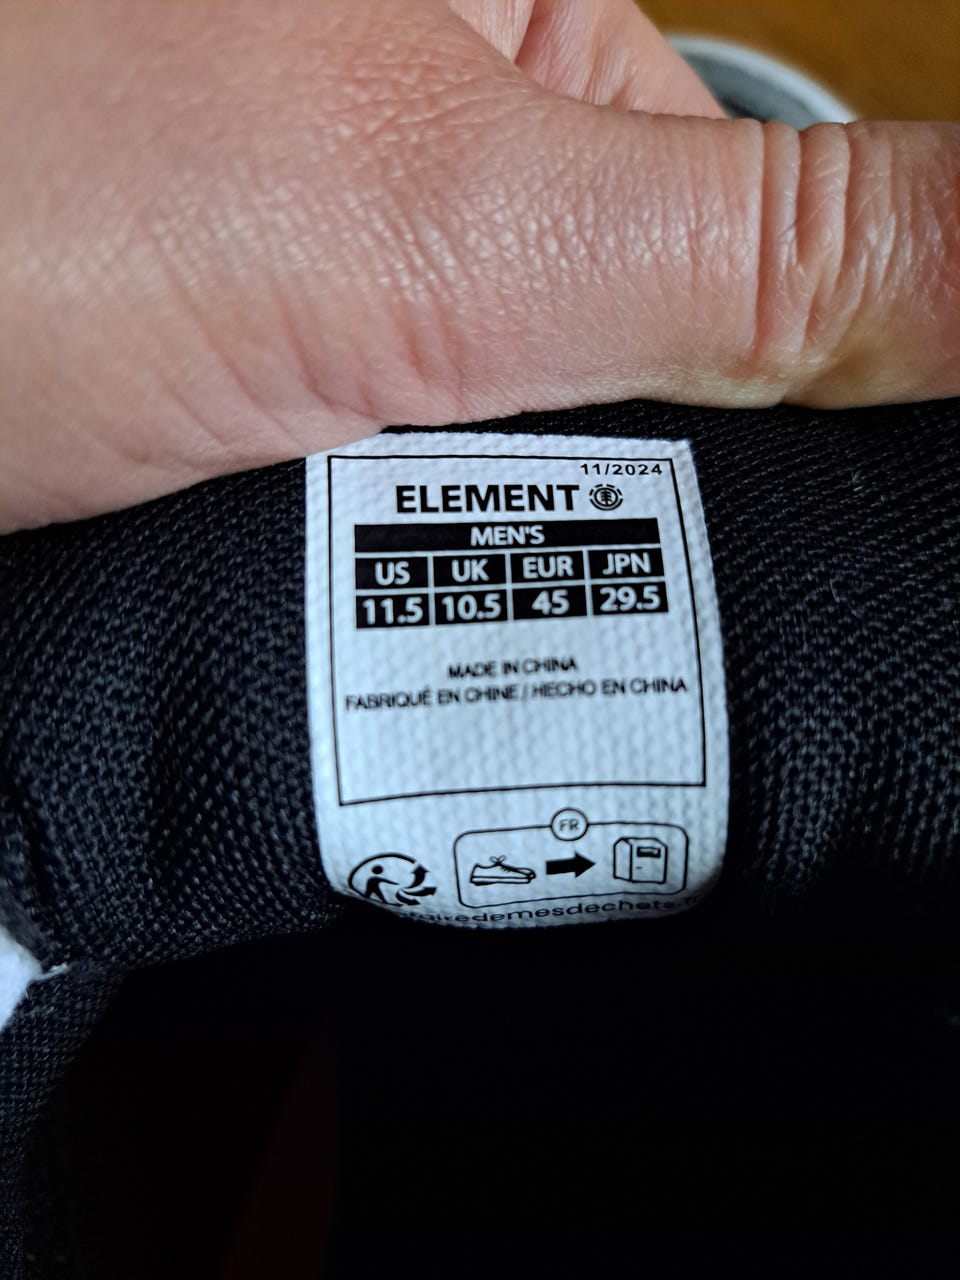 11/2024
ELEMENT
MEN'S
US UK EUR JPN
11.5 10.5 45 29.5
MADE IN CHINA
FABRIQUÉ EN CHINE / HECHO EN CHINA
FR